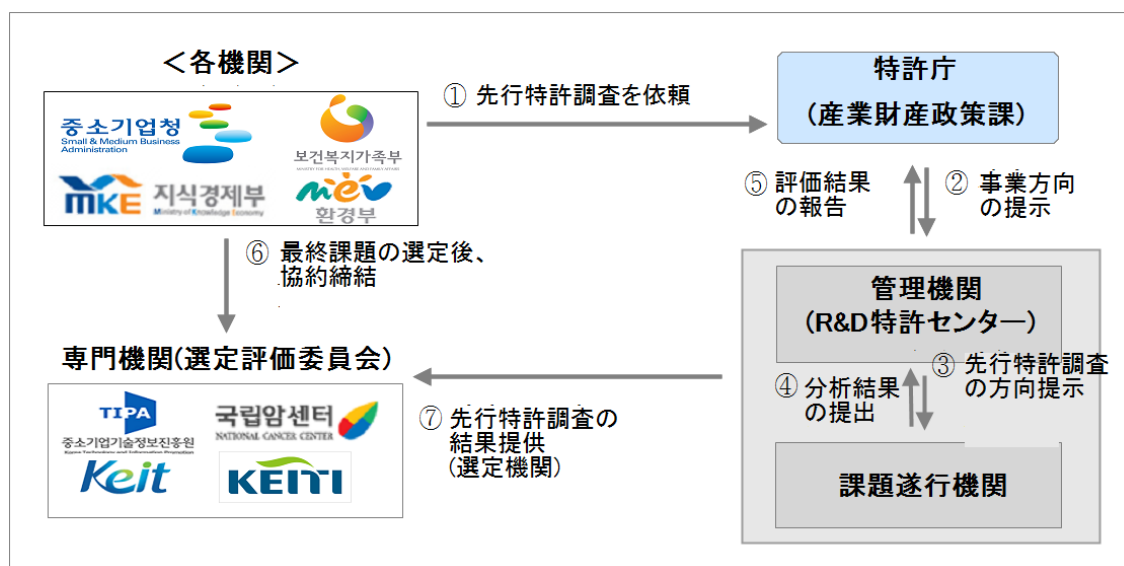 ＜各機関＞
중소기업청
Small & Medium Business
Administration
보건복지가족부
MINISTRY FOR HEALTH, WELFARE AND FAMILY AFFAIRS
MKE 지식경제부
Ministry of Knowledge Economy
mev
환경부
① 先行特許調査を依頼
特許庁
(産業財産政策課)
⑤ 評価結果
の報告
② 事業方向
の提示
⑥ 最終課題の選定後、
協約締結
管理機関
(R&D特許センター)
③ 先行特許調査
の方向提示
④ 分析結果
の提出
課題遂行機関
専門機関(選定評価委員会)
TIPA
중소기업기술정보진흥원
국립암센터
NATIONAL CANCER CENTER
Keit
KEITI
⑦ 先行特許調査の
結果提供
(選定機関)